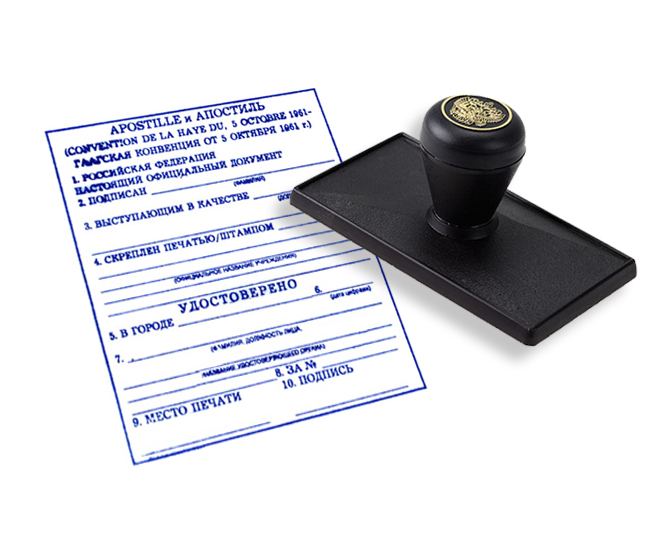 APOSTILLE и АПОСТИЛЬ
(CONVENTION DE LA HAYE DU, 5 OCTOBRE 1961-
ГААГСКАЯ КОНВЕНЦИЯ ОТ 5 ОКТЯБРЯ 1961 г.)
1. РОССИЙСКАЯ ФЕДЕРАЦИЯ
НАСТОЯЩИЙ ОФИЦИАЛЬНЫЙ ДОКУМЕНТ
2. ПОДПИСАН
(ФАМИЛИЯ)
3. ВЫСТУПАЮЩИМ В КАЧЕСТВЕ
4. СКРЕПЛЕН ПЕЧАТЬЮ/ШТАМПОМ
(ОФИЦИАЛЬНОЕ НАЗВАНИЕ УЧРЕЖДЕНИЯ)
УДОСТОВЕРЕНО
5. В ГОРОДЕ 6.
(дата цифрами)
7.
(ФАМИЛИЯ, ДОЛЖНОСТЬ ЛИЦА,
НАЗВАНИЕ УДОСТОВЕРЯЮЩЕГО ОРГАНА)
8. ЗА №
9. МЕСТО ПЕЧАТИ 10. ПОДПИСЬ